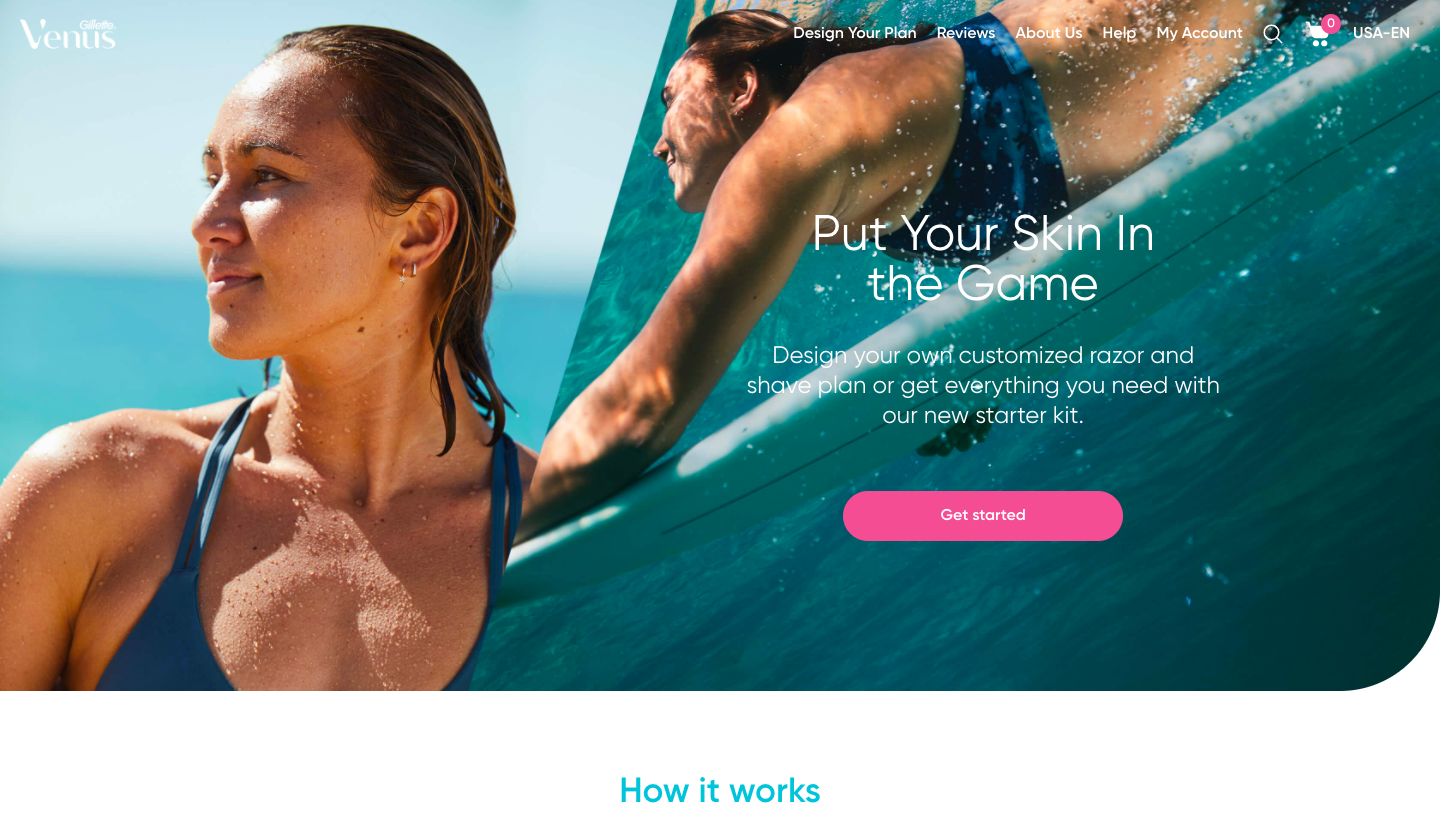 Gillette
Venus
Design Your Plan
Reviews
About Us
Help
My Account
0
USA-EN
Put Your Skin In
the Game
Design your own customized razor and
shave plan or get everything you need with
our new starter kit.
Get started
How it works